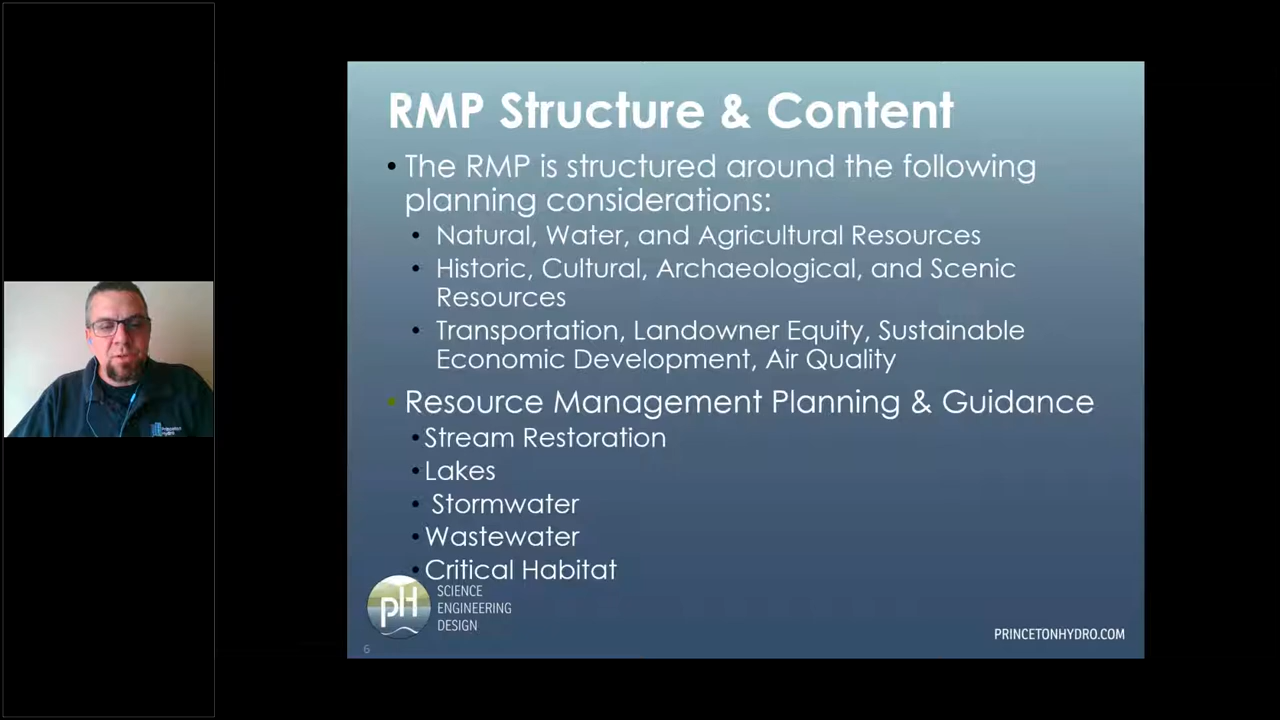 RMP Structure & Content
• The RMP is structured around the following
planning considerations:
• Natural, Water, and Agricultural Resources
• Historic, Cultural, Archaeological, and Scenic
Resources
• Transportation, Landowner Equity, Sustainable
Economic Development, Air Quality
• Resource Management Planning & Guidance
• Stream Restoration
• Lakes
• Stormwater
• Wastewater
• Critical Habitat
pH
SCIENCE
ENGINEERING
DESIGN
PRINCETONHYDRO.COM
6